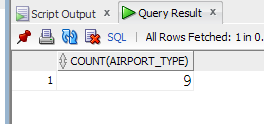 Script Output × Query Result ×
SQL | All Rows Fetched: 1 in 0.
COUNT(AIRPORT_TYPE)
1 9